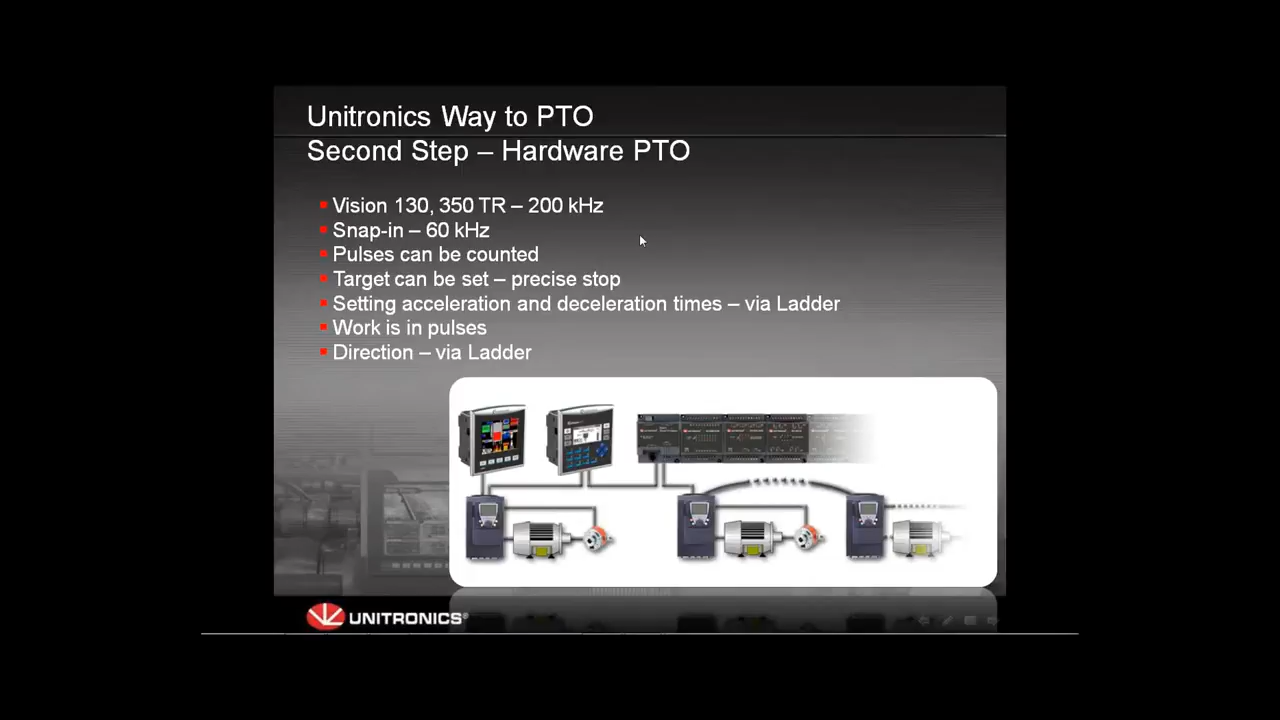 Unitronics Way to PTO
Second Step – Hardware PTO
Vision 130, 350 TR – 200 kHz
Snap-in – 60 kHz
Pulses can be counted
Target can be set – precise stop
Setting acceleration and deceleration times – via Ladder
Work is in pulses
Direction – via Ladder
UNITRONICS®